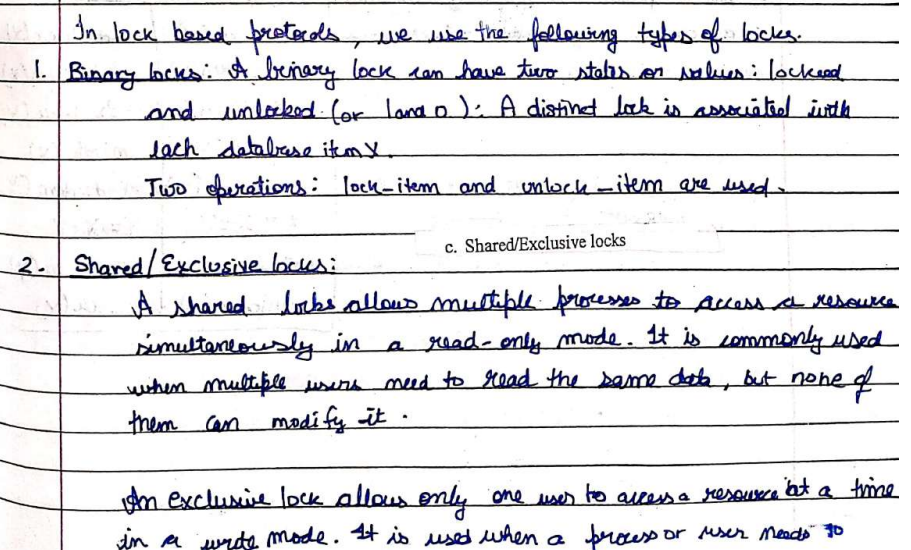 In lock based protocols, we use the following types of locks.
1. Binary locks: A binary lock can have two states or values: locked
and unlocked (or 1 and 0): A distinct lock is associated with
each database item X.
Two operations: lock_item and unlock_item are used.
c. Shared/Exclusive locks
2. Shared/Exclusive locks:
A shared locks allows multiple processes to access a resource
simultaneously in a read-only mode. It is commonly used
when multiple users need to read the same data, but none of
them can modify it.
An exclusive lock allows only one user to access a resource at a time
in a write mode. It is used when a process or user needs to